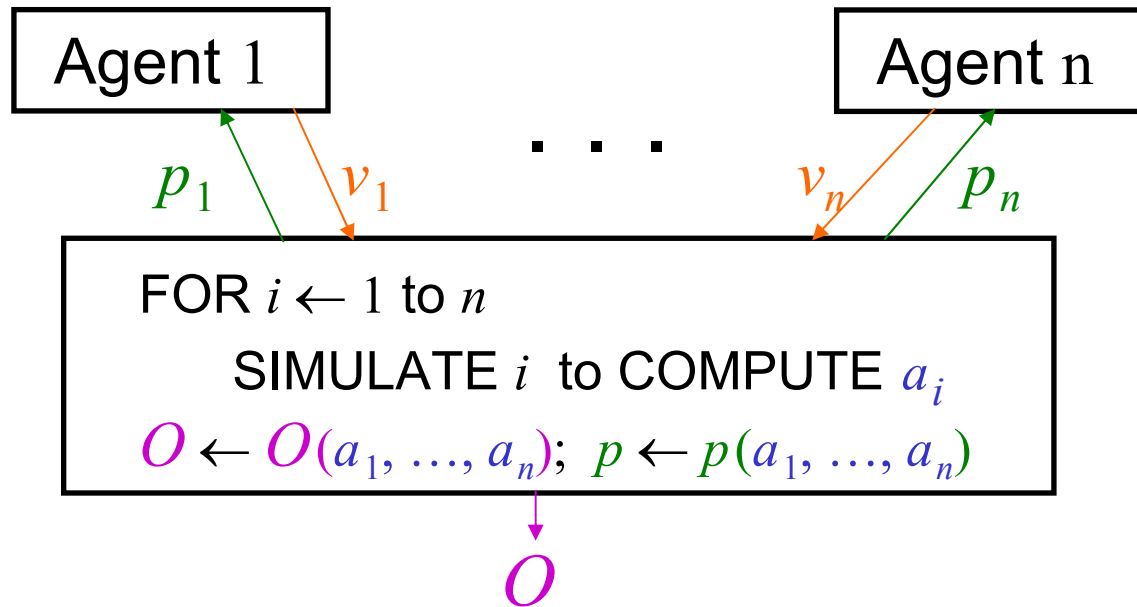 Agent 1
Agent n
. . .
p₁
v₁
vₙ
pₙ
FOR i ← 1 to n
SIMULATE i to COMPUTE aᵢ
O ← O(a₁, …, aₙ); p ← p(a₁, …, aₙ)
O